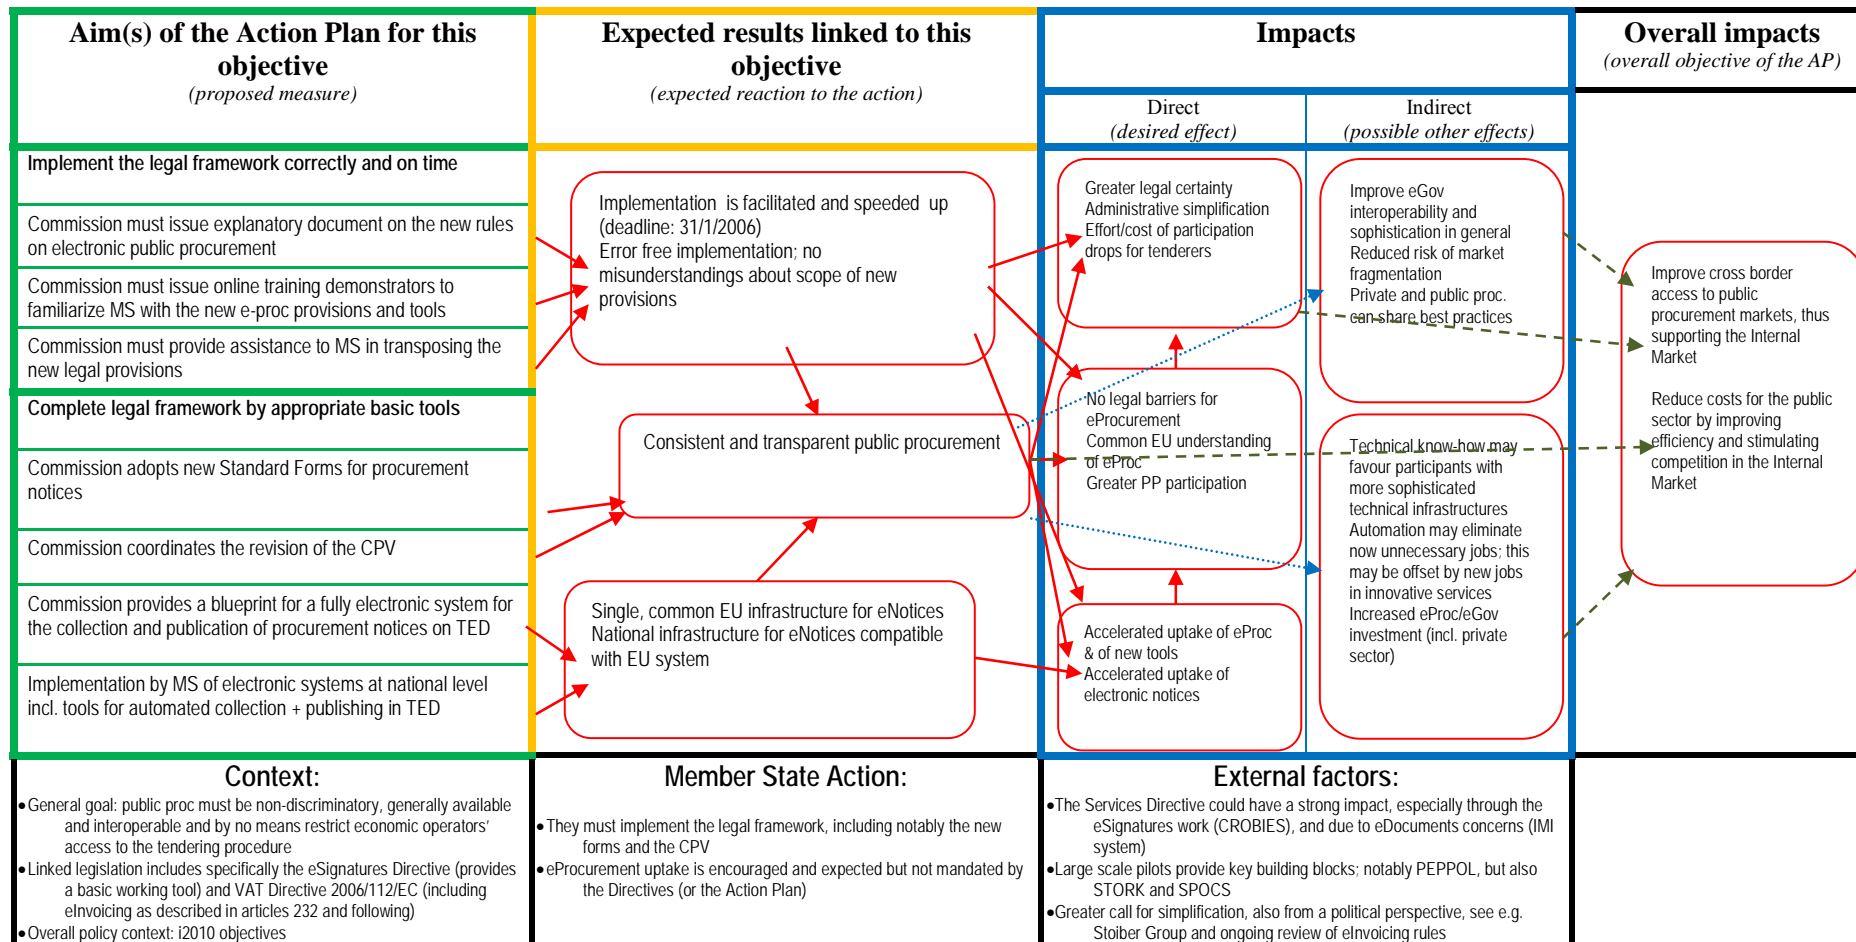 Aim(s) of the Action Plan for this
objective
(proposed measure)
Expected results linked to this
objective
(expected reaction to the action)
Impacts
Overall impacts
(overall objective of the AP)
Direct
(desired effect)
Indirect
(possible other effects)
Implement the legal framework correctly and on time
Commission must issue explanatory document on the new rules
on electronic public procurement
Commission must issue online training demonstrators to
familiarize MS with the new e-proc provisions and tools
Commission must provide assistance to MS in transposing the
new legal provisions
Complete legal framework by appropriate basic tools
Commission adopts new Standard Forms for procurement
notices
Commission coordinates the revision of the CPV
Commission provides a blueprint for a fully electronic system for
the collection and publication of procurement notices on TED
Implementation by MS of electronic systems at national level
incl. tools for automated collection + publishing in TED
Implementation is facilitated and speeded up
(deadline: 31/1/2006)
Error free implementation; no
misunderstandings about scope of new
provisions
Consistent and transparent public procurement
Single, common EU infrastructure for eNotices
National infrastructure for eNotices compatible
with EU system
Greater legal certainty
Administrative simplification
Effort/cost of participation
drops for tenderers
No legal barriers for
eProcurement
Common EU understanding
of eProc
Greater PP participation
Accelerated uptake of eProc
& of new tools
Accelerated uptake of
electronic notices
Improve eGov
interoperability and
sophistication in general
Reduced risk of market
fragmentation
Private and public proc.
can share best practices
Technical know-how may
favour participants with
more sophisticated
technical infrastructures
Automation may eliminate
now unnecessary jobs; this
may be offset by new jobs
in innovative services
Increased eProc/eGov
investment (incl. private
sector)
Improve cross border
access to public
procurement markets, thus
supporting the Internal
Market
Reduce costs for the public
sector by improving
efficiency and stimulating
competition in the Internal
Market
Context:
• General goal: public proc must be non-discriminatory, generally available
and interoperable and by no means restrict economic operators'
access to the tendering procedure
• Linked legislation includes specifically the eSignatures Directive (provides
a basic working tool) and VAT Directive 2006/112/EC (including
eInvoicing as described in articles 232 and following)
• Overall policy context: i2010 objectives
Member State Action:
• They must implement the legal framework, including notably the new
forms and the CPV
• eProcurement uptake is encouraged and expected but not mandated by
the Directives (or the Action Plan)
External factors:
• The Services Directive could have a strong impact, especially through the
eSignatures work (CROBIES), and due to eDocuments concerns (IMI
system)
• Large scale pilots provide key building blocks; notably PEPPOL, but also
STORK and SPOCS
• Greater call for simplification, also from a political perspective, see e.g.
Stoiber Group and ongoing review of eInvoicing rules